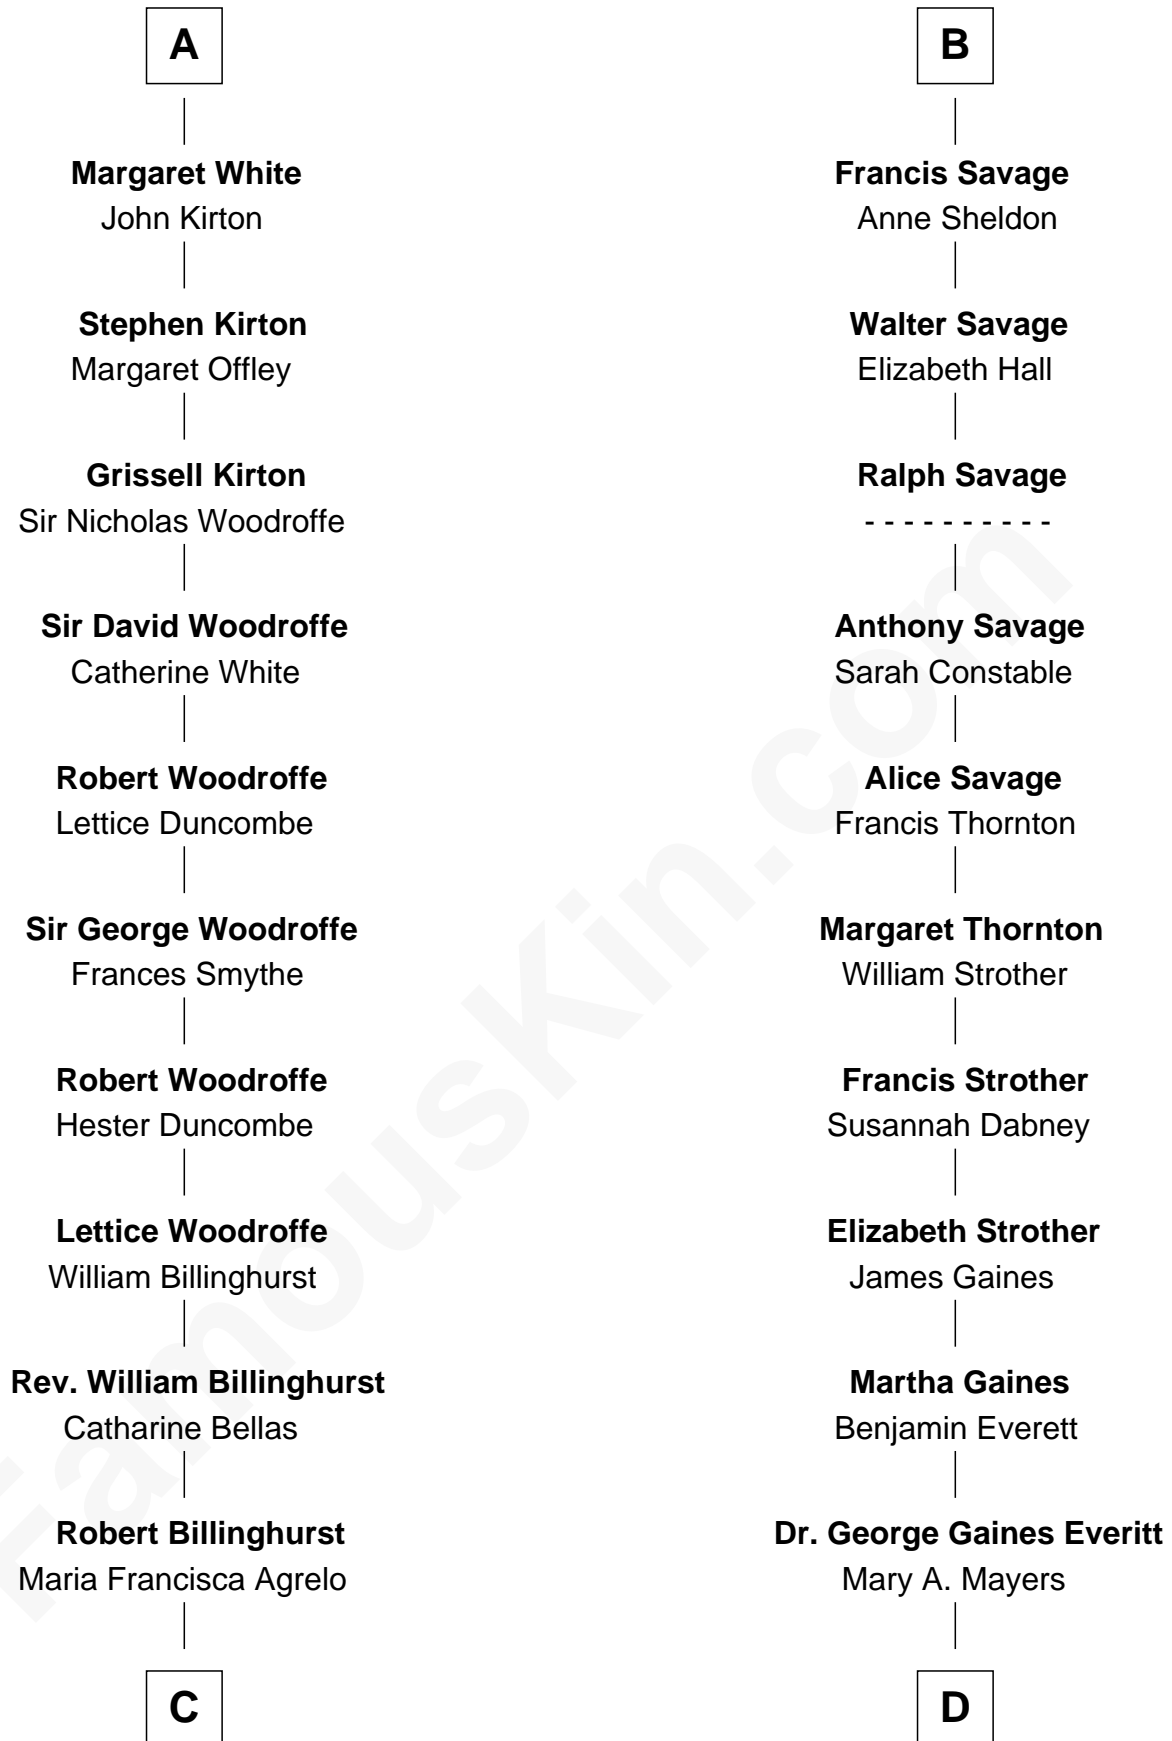 A
Margaret White
John Kirton
Stephen Kirton
Margaret Offley
Grissell Kirton
Sir Nicholas Woodroffe
Sir David Woodroffe
Catherine White
Robert Woodroffe
Lettice Duncombe
Sir George Woodroffe
Frances Smythe
Robert Woodroffe
Hester Duncombe
Lettice Woodroffe
William Billinghurst
Rev. William Billinghurst
Catharine Bellas
Robert Billinghurst
Maria Francisca Agrelo
C
B
Francis Savage
Anne Sheldon
Walter Savage
Elizabeth Hall
Ralph Savage
- - - - - - - - - -
Anthony Savage
Sarah Constable
Alice Savage
Francis Thornton
Margaret Thornton
William Strother
Francis Strother
Susannah Dabney
Elizabeth Strother
James Gaines
Martha Gaines
Benjamin Everett
Dr. George Gaines Everitt
Mary A. Mayers
D
FamousKin.com